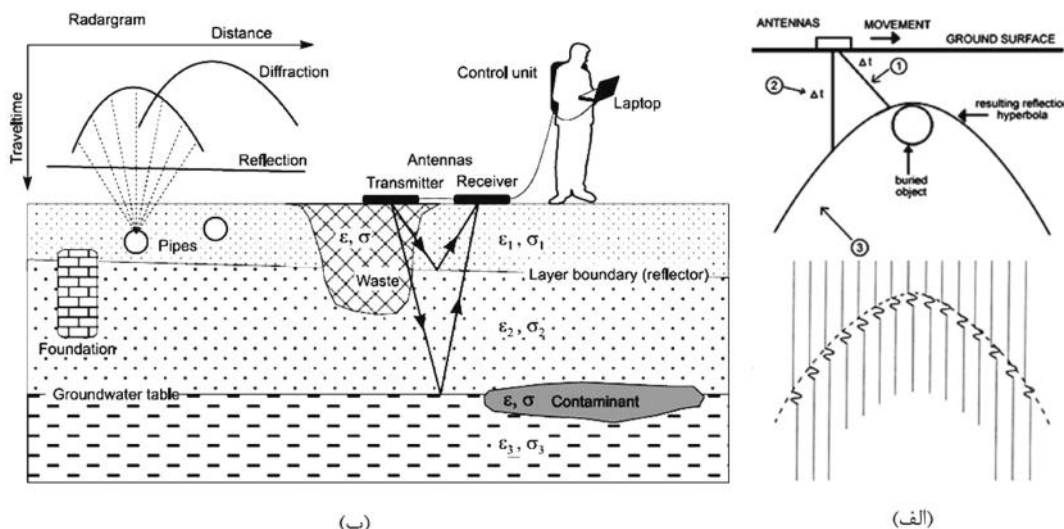 Radargram
Distance
Diffraction
Traveltime
Reflection
Pipes
Foundation
Control unit
Laptop
Antennas
Transmitter Receiver
ε, σ
Waste
ε1, σ1
Layer boundary (reflector)
ε2, σ2
Groundwater table
ε, σ Contaminant
ε3, σ3
(ب)
ANTENNAS MOVEMENT
GROUND SURFACE
Δt
1
2
Δt
resulting reflection
hyperbola
buried
object
3
(الف)